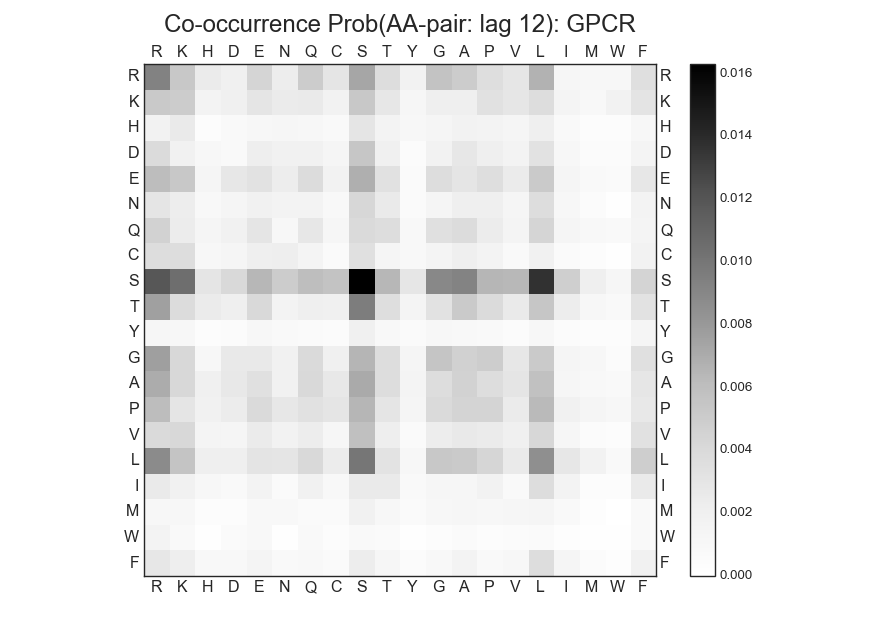 Co-occurrence Prob(AA-pair: lag 12): GPCR
R K H D E N Q C S T Y G A P V L I M W F
R R 0.016
K K
H H 0.014
D D
E E 0.012
N N
Q Q 0.010
C C
S S
T T 0.008
Y Y
G G
A A 0.006
P P
V V 0.004
L L
I I
M M 0.002
W W
F F 0.000
R K H D E N Q C S T Y G A P V L I M W F